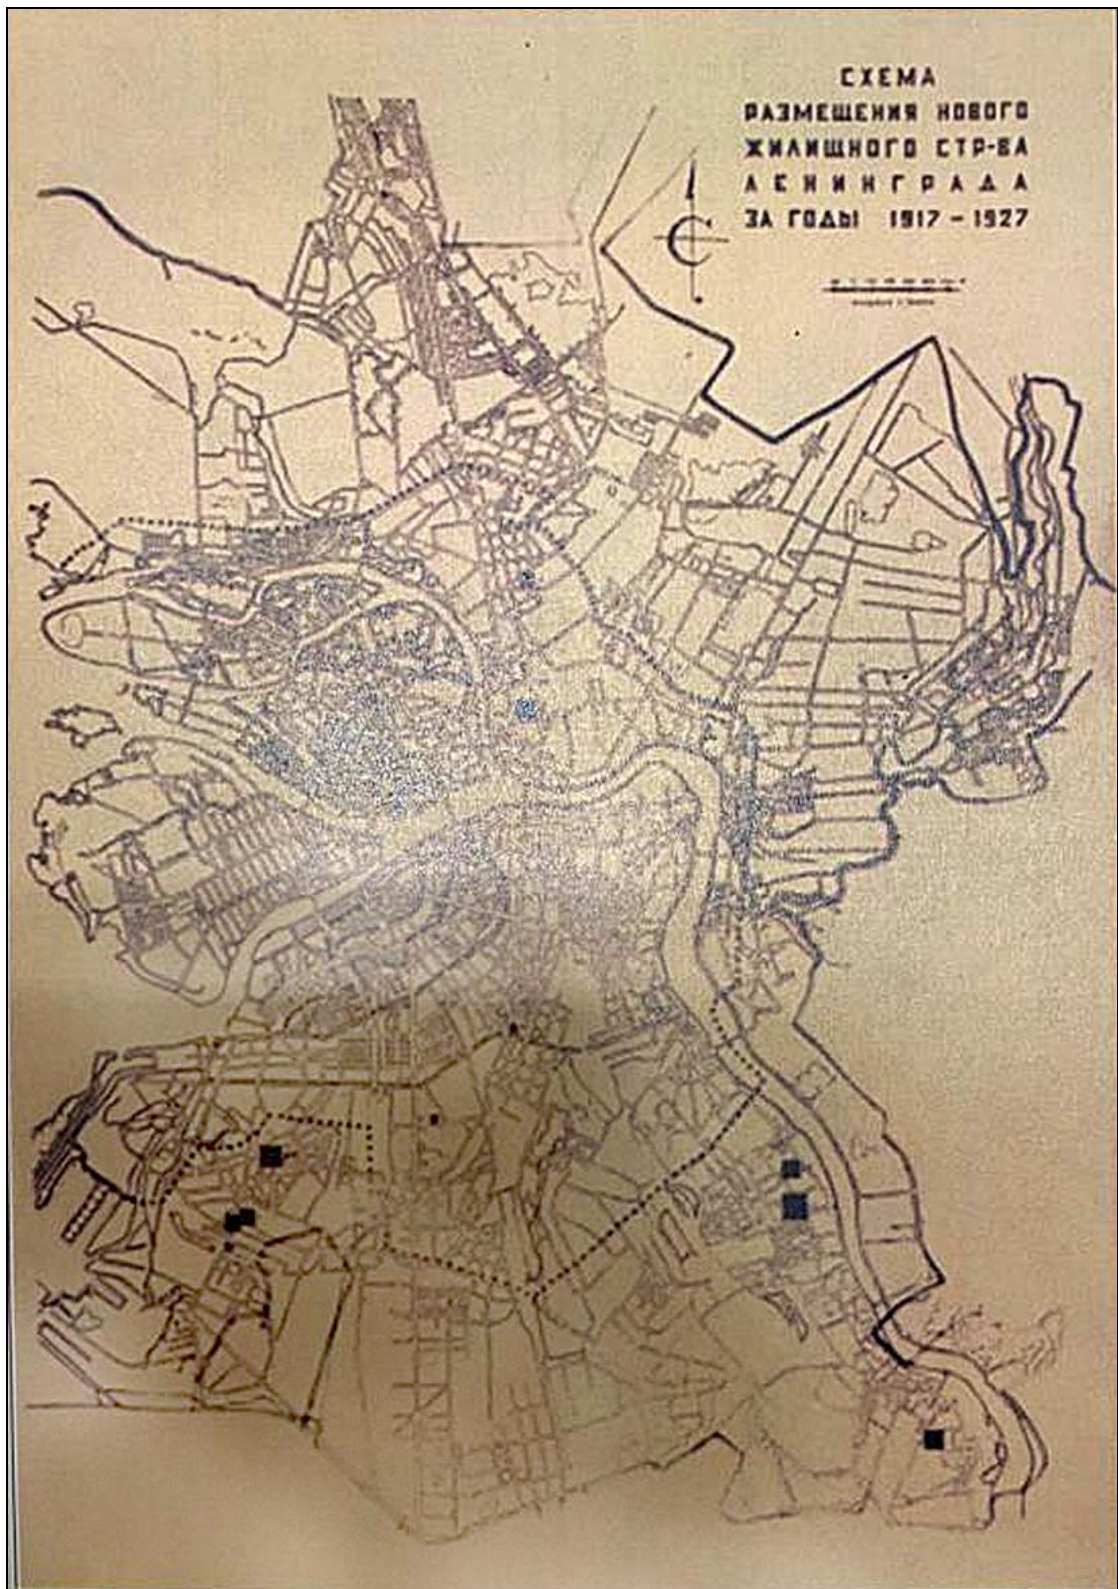 СХЕМА
РАЗМЕЩЕНИЯ НОВОГО
ЖИЛИЩНОГО СТР-ВА
ЛЕНИНГРАДА
ЗА ГОДЫ 1917 - 1927
С